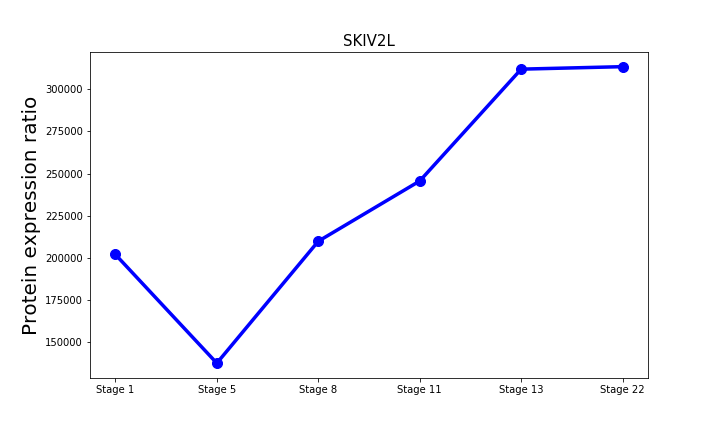 SKIV2L
Protein expression ratio
300000
275000
250000
225000
200000
175000
150000
Stage 1 Stage 5 Stage 8 Stage 11 Stage 13 Stage 22